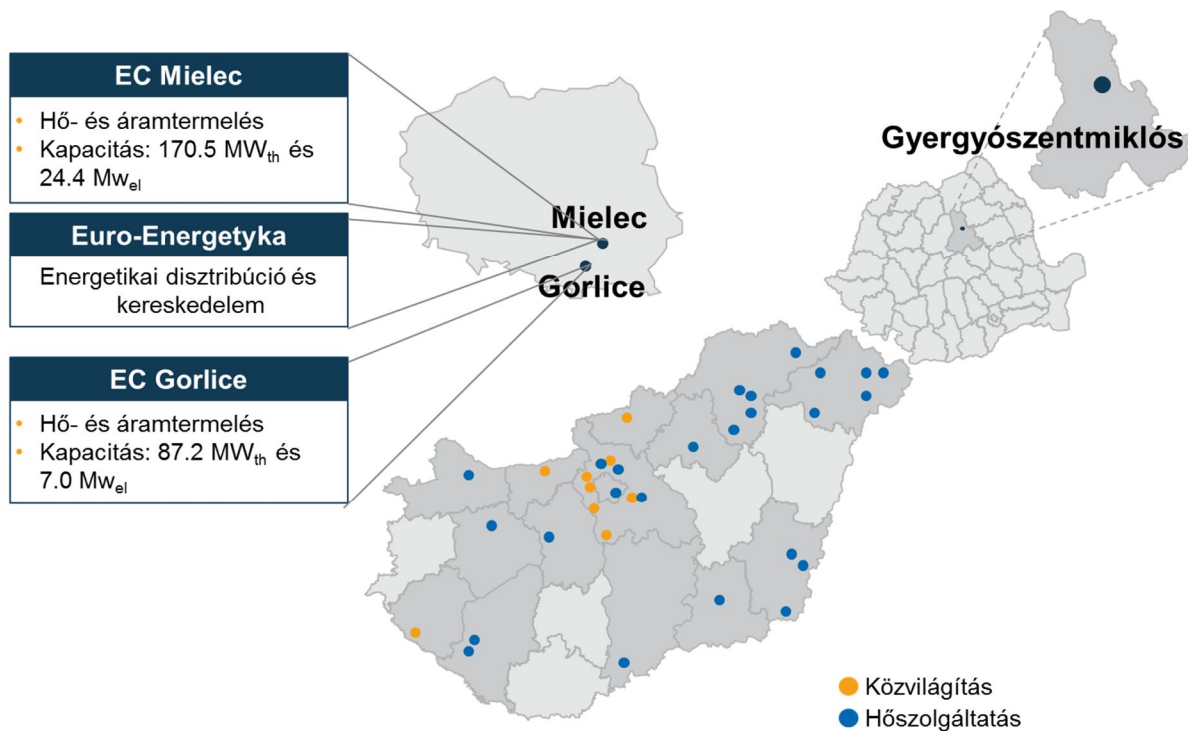 EC Mielec
• Hő- és áramtermelés
• Kapacitás: 170.5 MWth és
24.4 Mwel
Euro-Energetyka
Energetikai disztribúció és
kereskedelem
EC Gorlice
• Hő- és áramtermelés
• Kapacitás: 87.2 MWth és
7.0 Mwel
Mielec
Gorlice
Gyergyószentmiklós
Közvilágítás
Hőszolgáltatás